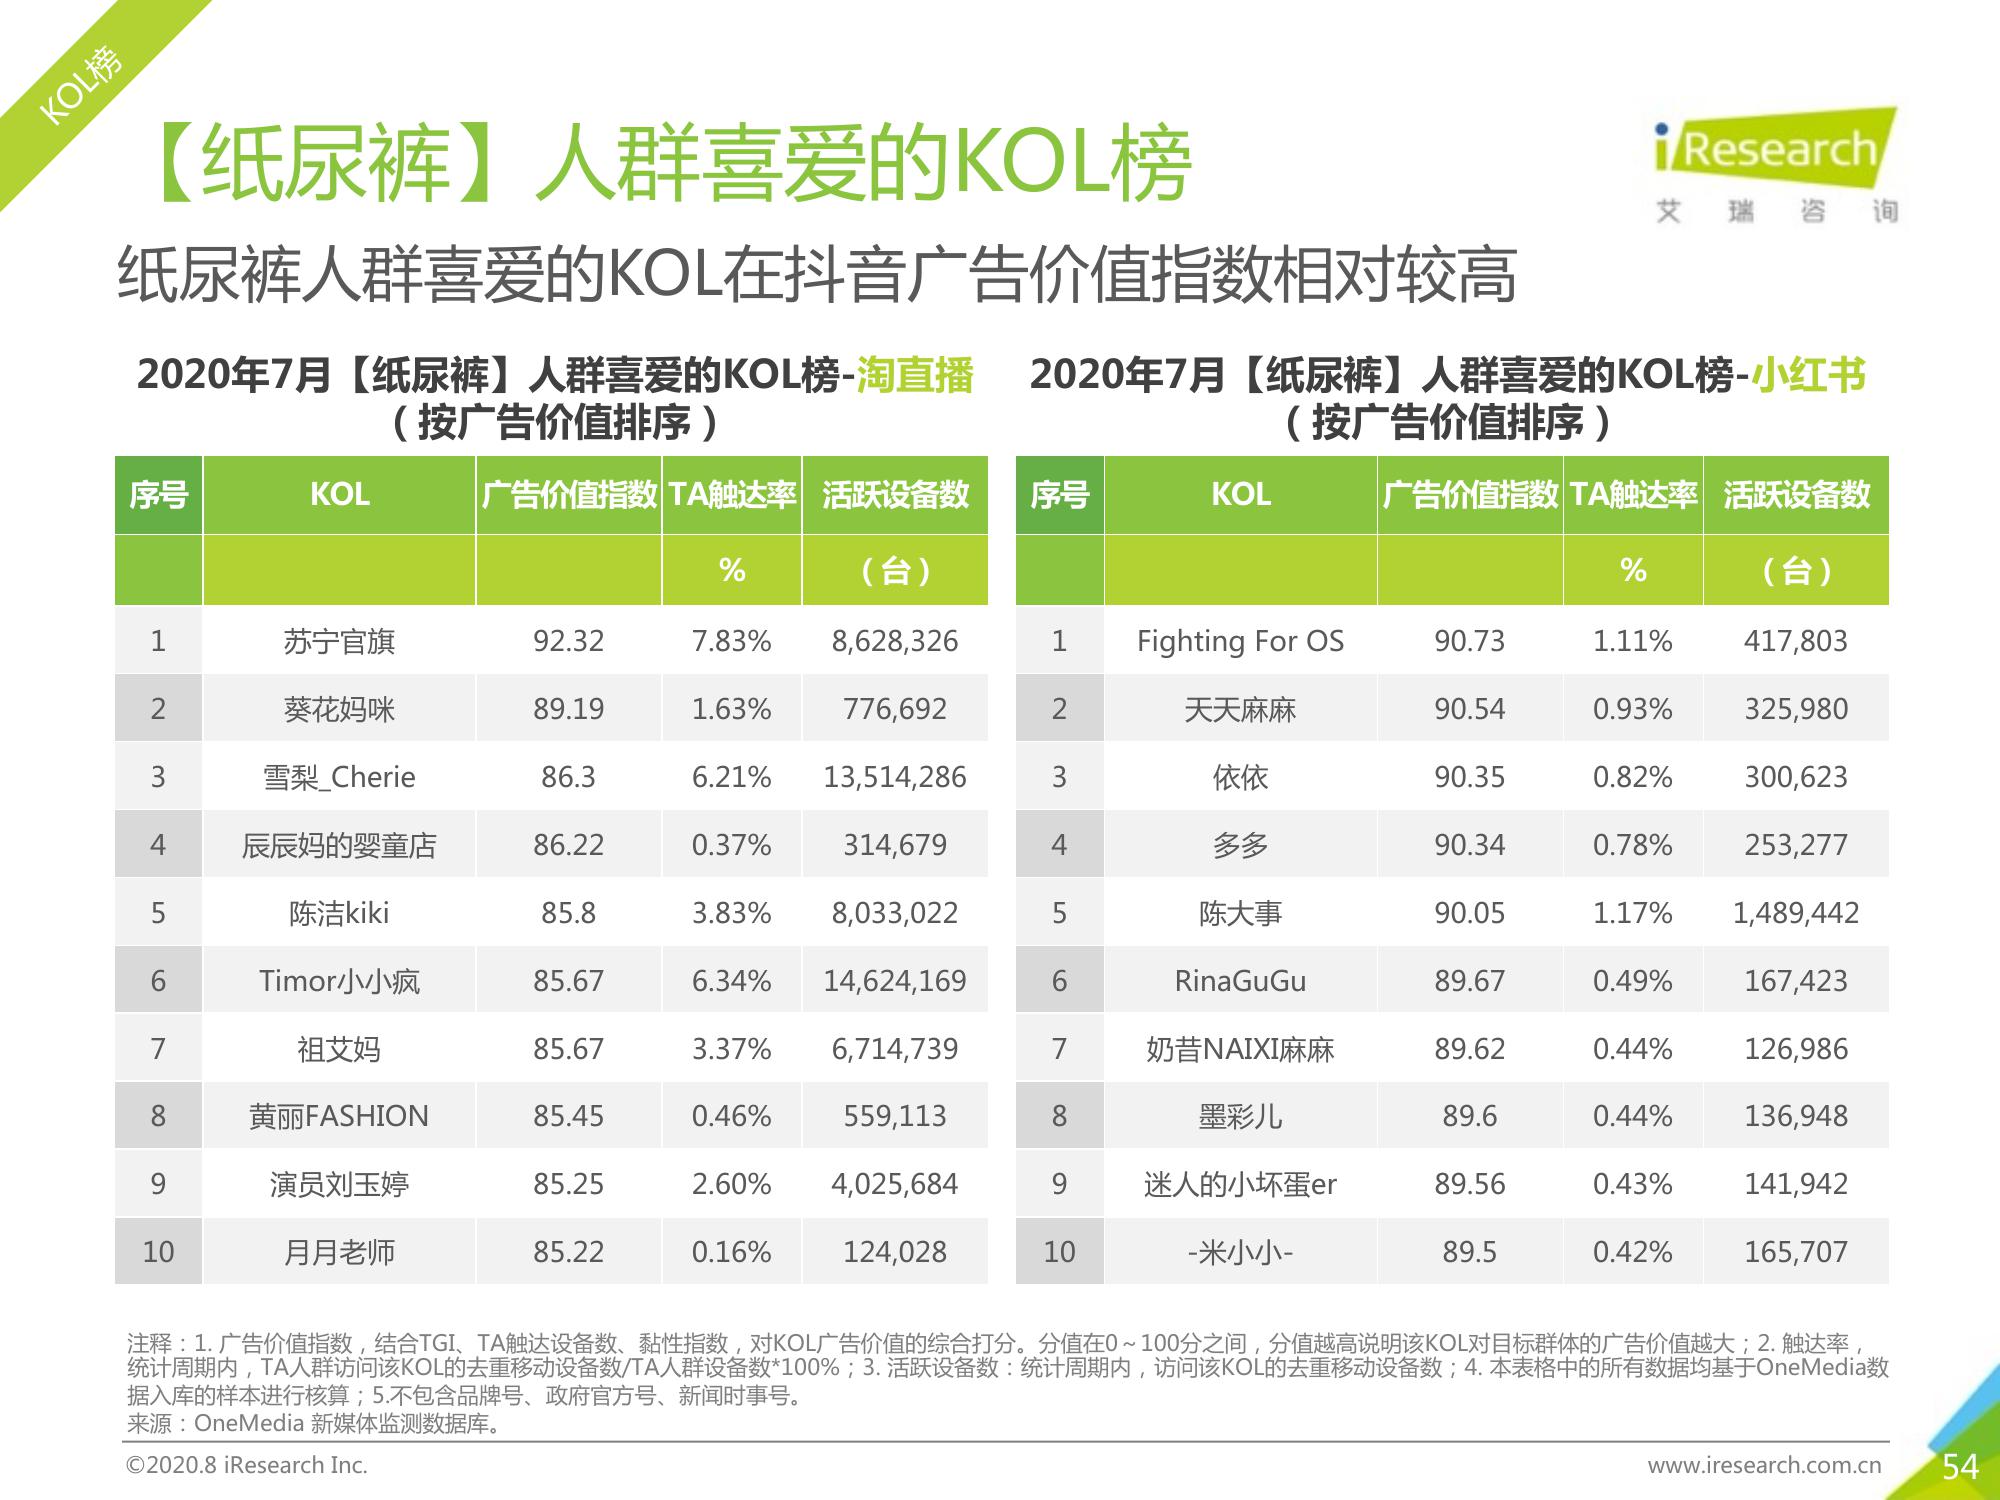 KOL榜
【纸尿裤】人群喜爱的KOL榜
iResearch
艾瑞咨询
纸尿裤人群喜爱的KOL在抖音广告价值指数相对较高
2020年7月【纸尿裤】人群喜爱的KOL榜-淘直播
（按广告价值排序）
序号 KOL 广告价值指数 TA触达率 活跃设备数
% （台）
1 苏宁官旗 92.32 7.83% 8,628,326
2 葵花妈咪 89.19 1.63% 776,692
3 雪梨_Cherie 86.3 6.21% 13,514,286
4 辰辰妈的婴童店 86.22 0.37% 314,679
5 陈洁kiki 85.8 3.83% 8,033,022
6 Timor小小疯 85.67 6.34% 14,624,169
7 祖艾妈 85.67 3.37% 6,714,739
8 黄丽FASHION 85.45 0.46% 559,113
9 演员刘玉婷 85.25 2.60% 4,025,684
10 月月老师 85.22 0.16% 124,028
2020年7月【纸尿裤】人群喜爱的KOL榜-小红书
（按广告价值排序）
序号 KOL 广告价值指数 TA触达率 活跃设备数
% （台）
1 Fighting For OS 90.73 1.11% 417,803
2 天天麻麻 90.54 0.93% 325,980
3 依依 90.35 0.82% 300,623
4 多多 90.34 0.78% 253,277
5 陈大事 90.05 1.17% 1,489,442
6 RinaGuGu 89.67 0.49% 167,423
7 奶昔NAIXI麻麻 89.62 0.44% 126,986
8 墨彩儿 89.6 0.44% 136,948
9 迷人的小坏蛋er 89.56 0.43% 141,942
10 -米小小- 89.5 0.42% 165,707
注释：1. 广告价值指数，结合TGI、TA触达设备数、黏性指数，对KOL广告价值的综合打分。分值在0～100分之间，分值越高说明该KOL对目标群体的广告价值越大；2. 触达率，
统计周期内，TA人群访问该KOL的去重移动设备数/TA人群设备数*100%；3. 活跃设备数：统计周期内，访问该KOL的去重移动设备数；4. 本表格中的所有数据均基于OneMedia数
据入库的样本进行核算；5.不包含品牌号、政府官方号、新闻时事号。
来源：OneMedia 新媒体监测数据库。
©2020.8 iResearch Inc.
www.iresearch.com.cn
54